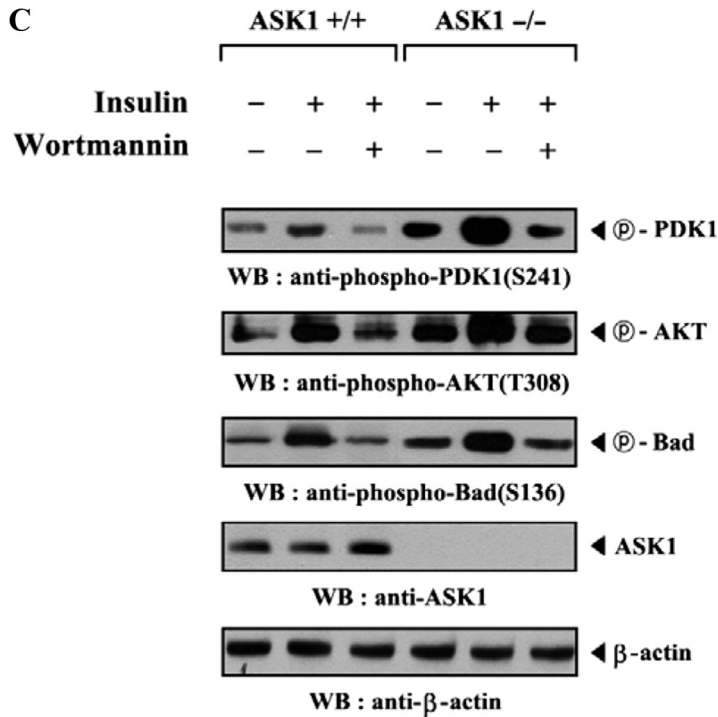 C
ASK1 +/+ ASK1 –/–
Insulin – + + – + +
Wortmannin – – + – – +
◄ ⓟ - PDK1
WB : anti-phospho-PDK1(S241)
◄ ⓟ - AKT
WB : anti-phospho-AKT(T308)
◄ ⓟ - Bad
WB : anti-phospho-Bad(S136)
◄ ASK1
WB : anti-ASK1
◄ β-actin
WB : anti-β-actin